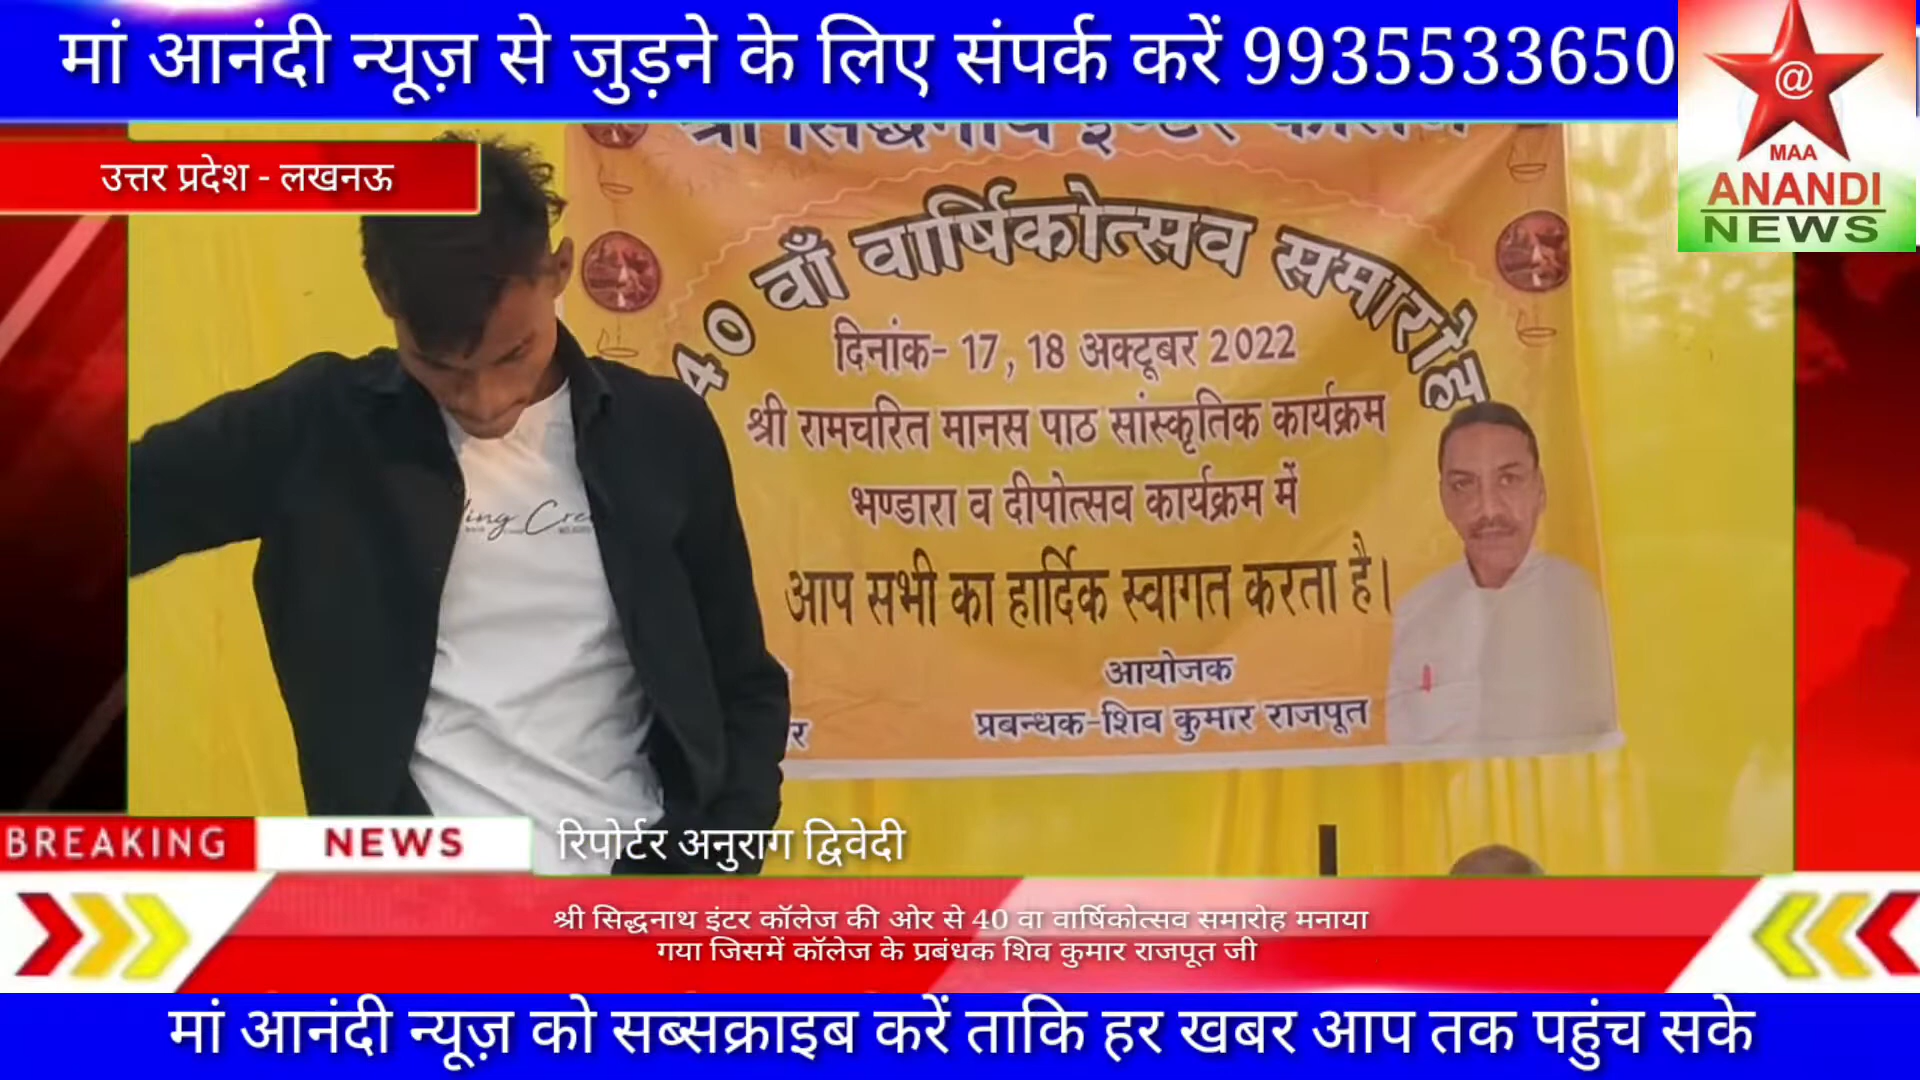 मां आनंदी न्यूज़ से जुड़ने के लिए संपर्क करें 9935533650
@
MAA
ANANDI
NEWS
उत्तर प्रदेश - लखनऊ
श्री सिद्धनाथ इण्टर कालेज
40 वाँ वार्षिकोत्सव समारोह
दिनांक- 17, 18 अक्टूबर 2022
श्री रामचरित मानस पाठ सांस्कृतिक कार्यक्रम
भण्डारा व दीपोत्सव कार्यक्रम में
आप सभी का हार्दिक स्वागत करता है।
आयोजक
प्रबन्धक-शिव कुमार राजपूत
BREAKING NEWS
रिपोर्टर अनुराग द्विवेदी
श्री सिद्धनाथ इंटर कॉलेज की ओर से 40 वा वार्षिकोत्सव समारोह मनाया
गया जिसमें कॉलेज के प्रबंधक शिव कुमार राजपूत जी
मां आनंदी न्यूज़ को सब्सक्राइब करें ताकि हर खबर आप तक पहुंच सके